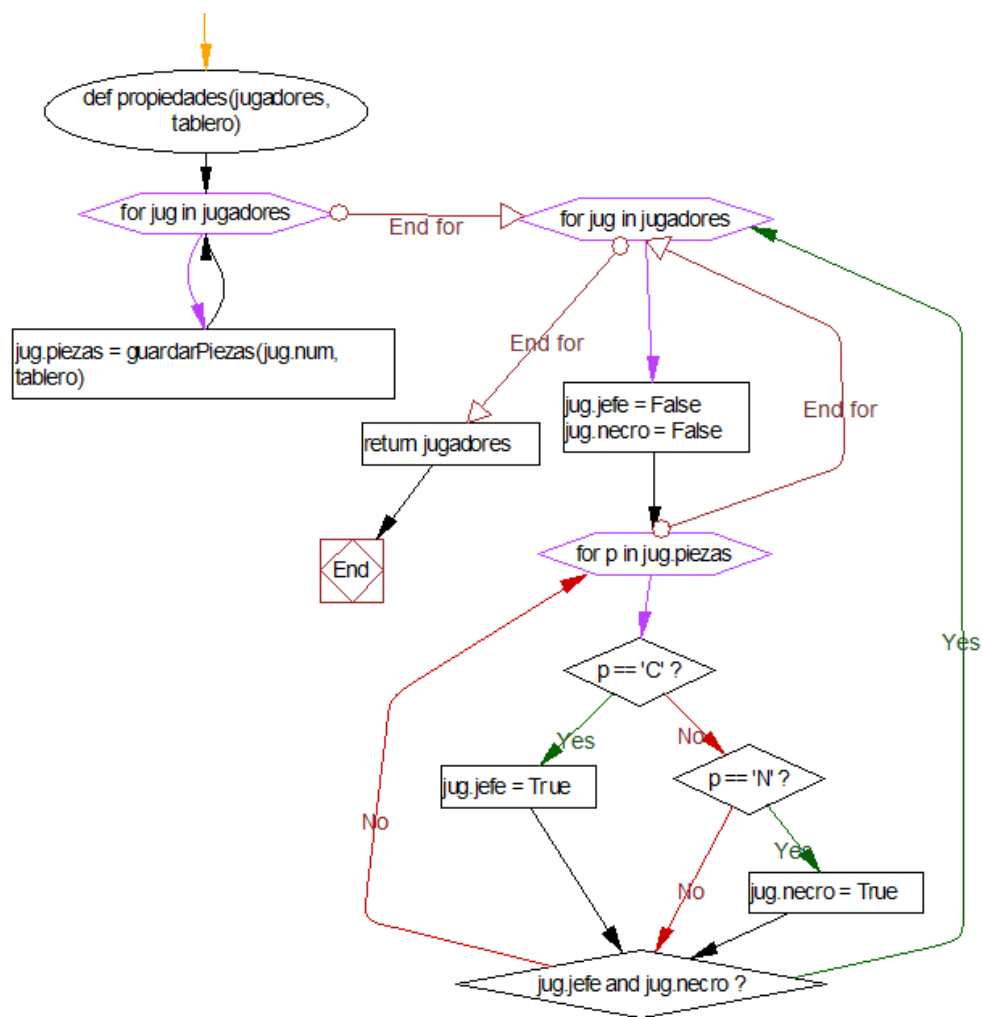 def propiedades(jugadores,
tablero)
for jug in jugadores
End for
for jug in jugadores
jug.piezas = guardarPiezas(jug.num,
tablero)
End for
jug.jefe = False
jug.necro = False
End for
return jugadores
for p in jug.piezas
End
Yes
p == 'C' ?
Yes
No
jug.jefe = True
p == 'N' ?
No
Yes
No
jug.necro = True
jug.jefe and jug.necro ?